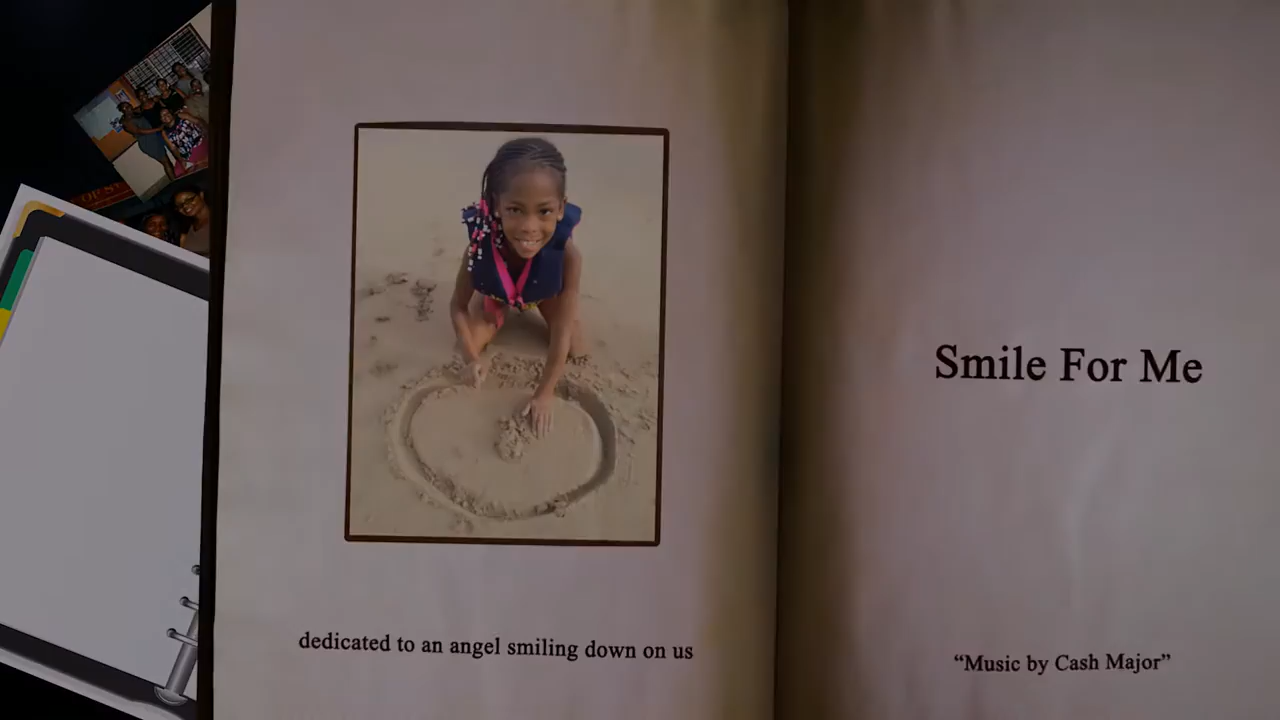 dedicated to an angel smiling down on us
Smile For Me
“Music by Cash Major”